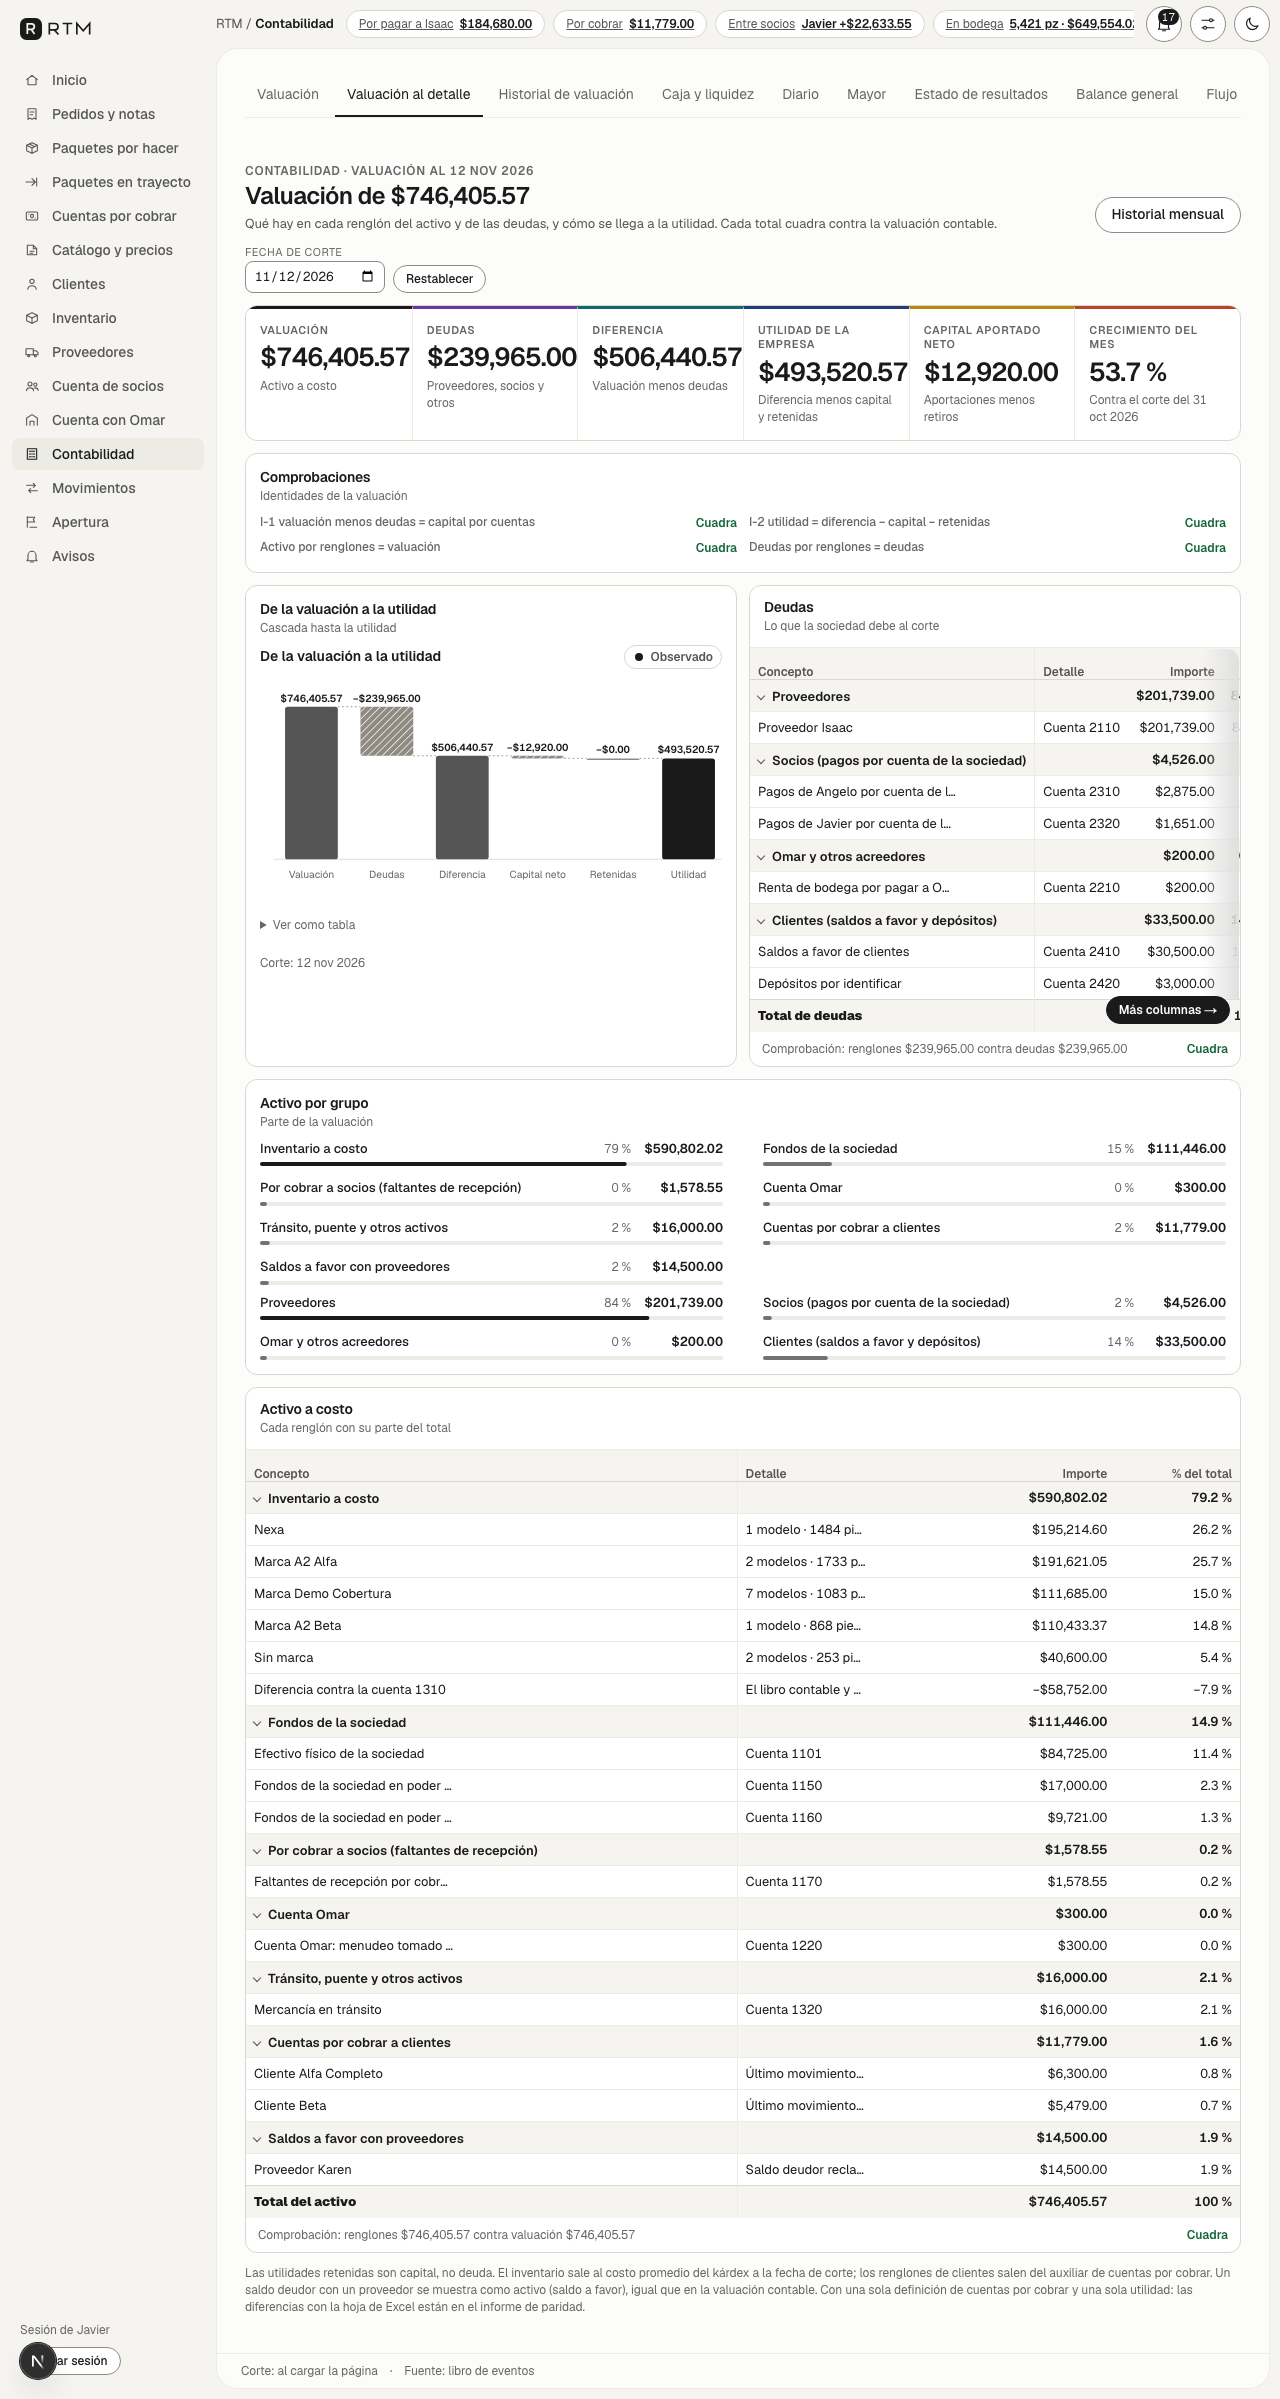 R RTM
RTM / Contabilidad
Por pagar a Isaac $184,680.00
Por cobrar $11,779.00
Entre socios Javier +$22,633.55
En bodega 5,421 pz · $649,554.02
17
Inicio
Pedidos y notas
Paquetes por hacer
Paquetes en trayecto
Cuentas por cobrar
Catálogo y precios
Clientes
Inventario
Proveedores
Cuenta de socios
Cuenta con Omar
Contabilidad
Movimientos
Apertura
Avisos
Valuación
Valuación al detalle
Historial de valuación
Caja y liquidez
Diario
Mayor
Estado de resultados
Balance general
Flujo
CONTABILIDAD · VALUACIÓN AL 12 NOV 2026
Valuación de $746,405.57
Qué hay en cada renglón del activo y de las deudas, y cómo se llega a la utilidad. Cada total cuadra contra la valuación contable.
Historial mensual
FECHA DE CORTE
11/12/2026
Restablecer
VALUACIÓN
$746,405.57
Activo a costo
DEUDAS
$239,965.00
Proveedores, socios y
otros
DIFERENCIA
$506,440.57
Valuación menos deudas
UTILIDAD DE LA
EMPRESA
$493,520.57
Diferencia menos capital
y retenidas
CAPITAL APORTADO
NETO
$12,920.00
Aportaciones menos
retiros
CRECIMIENTO DEL
MES
53.7 %
Contra el corte del 31
oct 2026
Comprobaciones
Identidades de la valuación
I-1 valuación menos deudas = capital por cuentas Cuadra
I-2 utilidad = diferencia – capital – retenidas Cuadra
Activo por renglones = valuación Cuadra
Deudas por renglones = deudas Cuadra
De la valuación a la utilidad
Cascada hasta la utilidad
De la valuación a la utilidad
Observado
$746,405.57 –$239,965.00
$506,440.57 –$12,920.00 –$0.00 $493,520.57
Valuación Deudas Diferencia Capital neto Retenidas Utilidad
Ver como tabla
Corte: 12 nov 2026
Deudas
Lo que la sociedad debe al corte
Concepto Detalle Importe
Proveedores $201,739.00
Proveedor Isaac Cuenta 2110 $201,739.00
Socios (pagos por cuenta de la sociedad) $4,526.00
Pagos de Angelo por cuenta de l… Cuenta 2310 $2,875.00
Pagos de Javier por cuenta de l… Cuenta 2320 $1,651.00
Omar y otros acreedores $200.00
Renta de bodega por pagar a O… Cuenta 2210 $200.00
Clientes (saldos a favor y depósitos) $33,500.00
Saldos a favor de clientes Cuenta 2410 $30,500.00
Depósitos por identificar Cuenta 2420 $3,000.00
Total de deudas
Más columnas →
Comprobación: renglones $239,965.00 contra deudas $239,965.00 Cuadra
Activo por grupo
Parte de la valuación
Inventario a costo 79 % $590,802.02
Fondos de la sociedad 15 % $111,446.00
Por cobrar a socios (faltantes de recepción) 0 % $1,578.55
Cuenta Omar 0 % $300.00
Tránsito, puente y otros activos 2 % $16,000.00
Cuentas por cobrar a clientes 2 % $11,779.00
Saldos a favor con proveedores 2 % $14,500.00
Proveedores 84 % $201,739.00
Socios (pagos por cuenta de la sociedad) 2 % $4,526.00
Omar y otros acreedores 0 % $200.00
Clientes (saldos a favor y depósitos) 14 % $33,500.00
Activo a costo
Cada renglón con su parte del total
Concepto Detalle Importe % del total
Inventario a costo $590,802.02 79.2 %
Nexa 1 modelo · 1484 pi… $195,214.60 26.2 %
Marca A2 Alfa 2 modelos · 1733 p… $191,621.05 25.7 %
Marca Demo Cobertura 7 modelos · 1083 p… $111,685.00 15.0 %
Marca A2 Beta 1 modelo · 868 pie… $110,433.37 14.8 %
Sin marca 2 modelos · 253 pi… $40,600.00 5.4 %
Diferencia contra la cuenta 1310 El libro contable y … –$58,752.00 –7.9 %
Fondos de la sociedad $111,446.00 14.9 %
Efectivo físico de la sociedad Cuenta 1101 $84,725.00 11.4 %
Fondos de la sociedad en poder … Cuenta 1150 $17,000.00 2.3 %
Fondos de la sociedad en poder … Cuenta 1160 $9,721.00 1.3 %
Por cobrar a socios (faltantes de recepción) $1,578.55 0.2 %
Faltantes de recepción por cobr… Cuenta 1170 $1,578.55 0.2 %
Cuenta Omar $300.00 0.0 %
Cuenta Omar: menudeo tomado … Cuenta 1220 $300.00 0.0 %
Tránsito, puente y otros activos $16,000.00 2.1 %
Mercancía en tránsito Cuenta 1320 $16,000.00 2.1 %
Cuentas por cobrar a clientes $11,779.00 1.6 %
Cliente Alfa Completo Último movimiento… $6,300.00 0.8 %
Cliente Beta Último movimiento… $5,479.00 0.7 %
Saldos a favor con proveedores $14,500.00 1.9 %
Proveedor Karen Saldo deudor recla… $14,500.00 1.9 %
Total del activo $746,405.57 100 %
Comprobación: renglones $746,405.57 contra valuación $746,405.57 Cuadra
Las utilidades retenidas son capital, no deuda. El inventario sale al costo promedio del kárdex a la fecha de corte; los renglones de clientes salen del auxiliar de cuentas por cobrar. Un
saldo deudor con un proveedor se muestra como activo (saldo a favor), igual que en la valuación contable. Con una sola definición de cuentas por cobrar y una sola utilidad: las
diferencias con la hoja de Excel están en el informe de paridad.
Sesión de Javier
N
ar sesión
Corte: al cargar la página · Fuente: libro de eventos